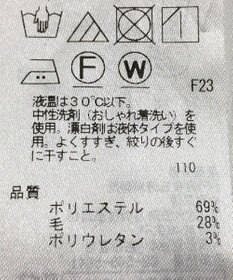 F W
F23
液温は30℃以下。
中性洗剤(おしゃれ着洗い)を
使用。漂白剤は液体タイプを使
用。よくすすぎ、絞りの後すぐ
に干すこと。
110
品質
ポリエステル 69%
毛 28%
ポリウレタン 3%